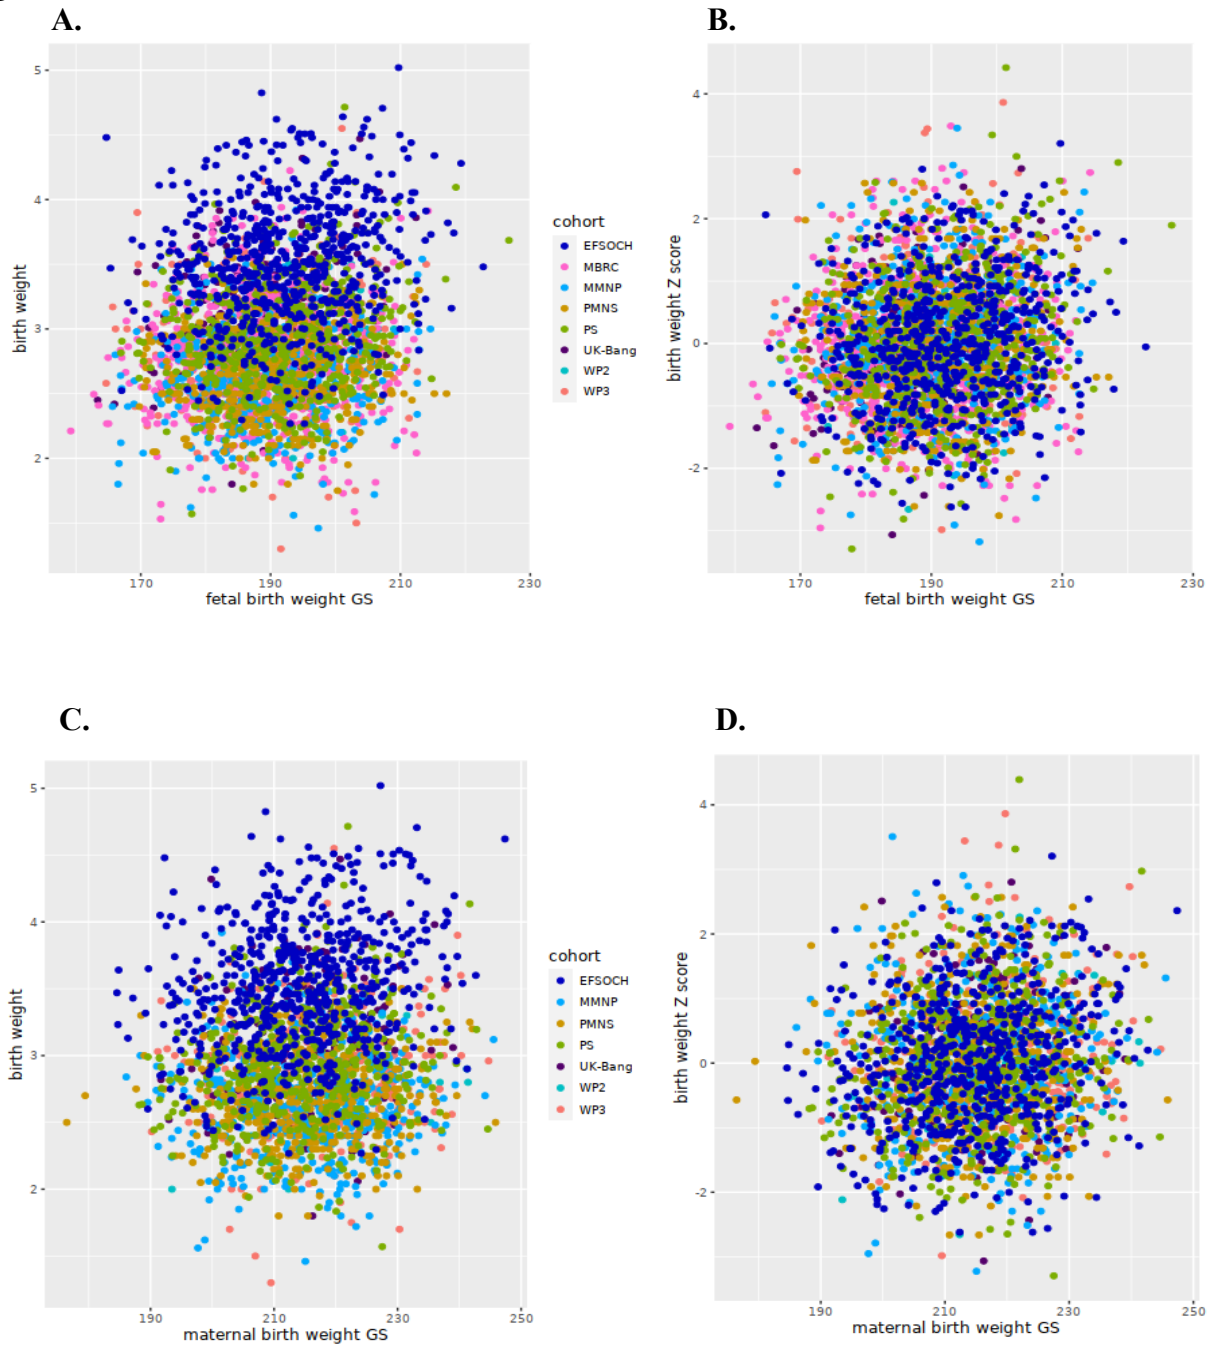 A.
B.
5
4
3
2
birth weight
170
190
210
230
fetal birth weight GS
cohort
EFSOCH
MBRC
MMNP
PMNS
PS
UK-Bang
WP2
WP3
4
2
0
-2
birth weight Z score
170
190
210
230
fetal birth weight GS
C.
D.
5
4
3
2
birth weight
190
210
230
250
maternal birth weight GS
cohort
EFSOCH
MMNP
PMNS
PS
UK-Bang
WP2
WP3
4
2
0
-2
birth weight Z score
190
210
230
250
maternal birth weight GS